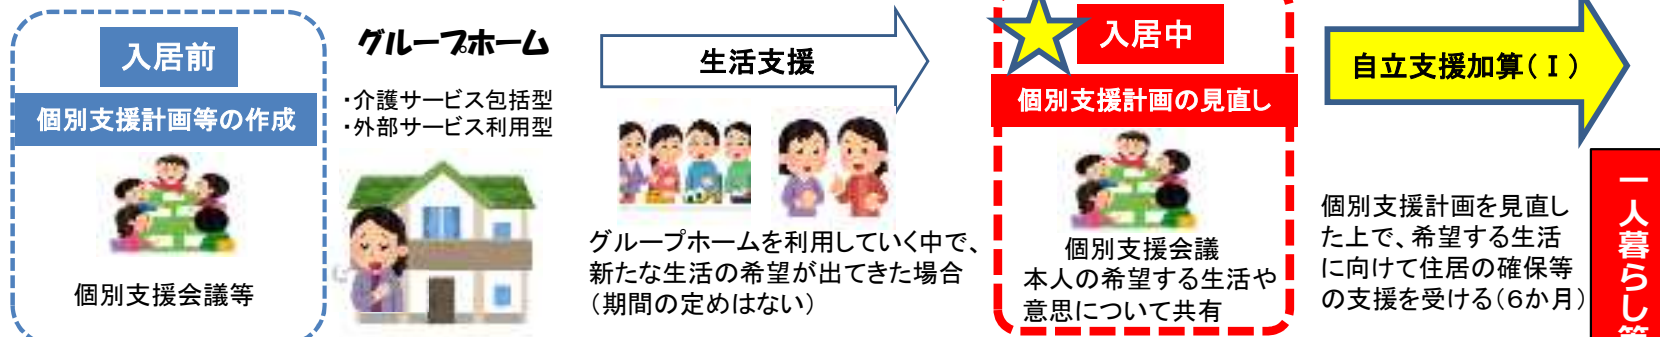 入居前
個別支援計画等の作成
個別支援会議等
グループホーム
・介護サービス包括型
・外部サービス利用型
生活支援
グループホームを利用していく中で、
新たな生活の希望が出てきた場合
(期間の定めはない)
入居中
個別支援計画の見直し
個別支援会議
本人の希望する生活や
意思について共有
自立支援加算(Ⅰ)
個別支援計画を見直し
た上で、希望する生活
に向けて住居の確保等
の支援を受ける(6か月)
一人暮らし等